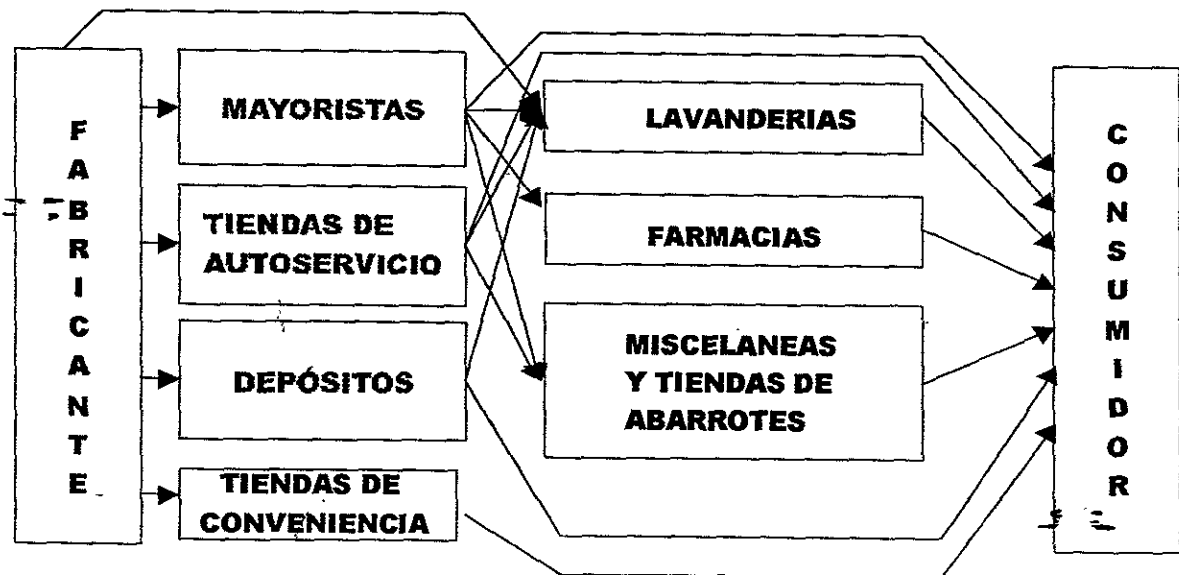 FABRICANTE
MAYORISTAS
TIENDAS DE
AUTOSERVICIO
DEPÓSITOS
TIENDAS DE
CONVENIENCIA
LAVANDERIAS
FARMACIAS
MISCELANEAS
Y TIENDAS DE
ABARROTES
CONSUMIDOR